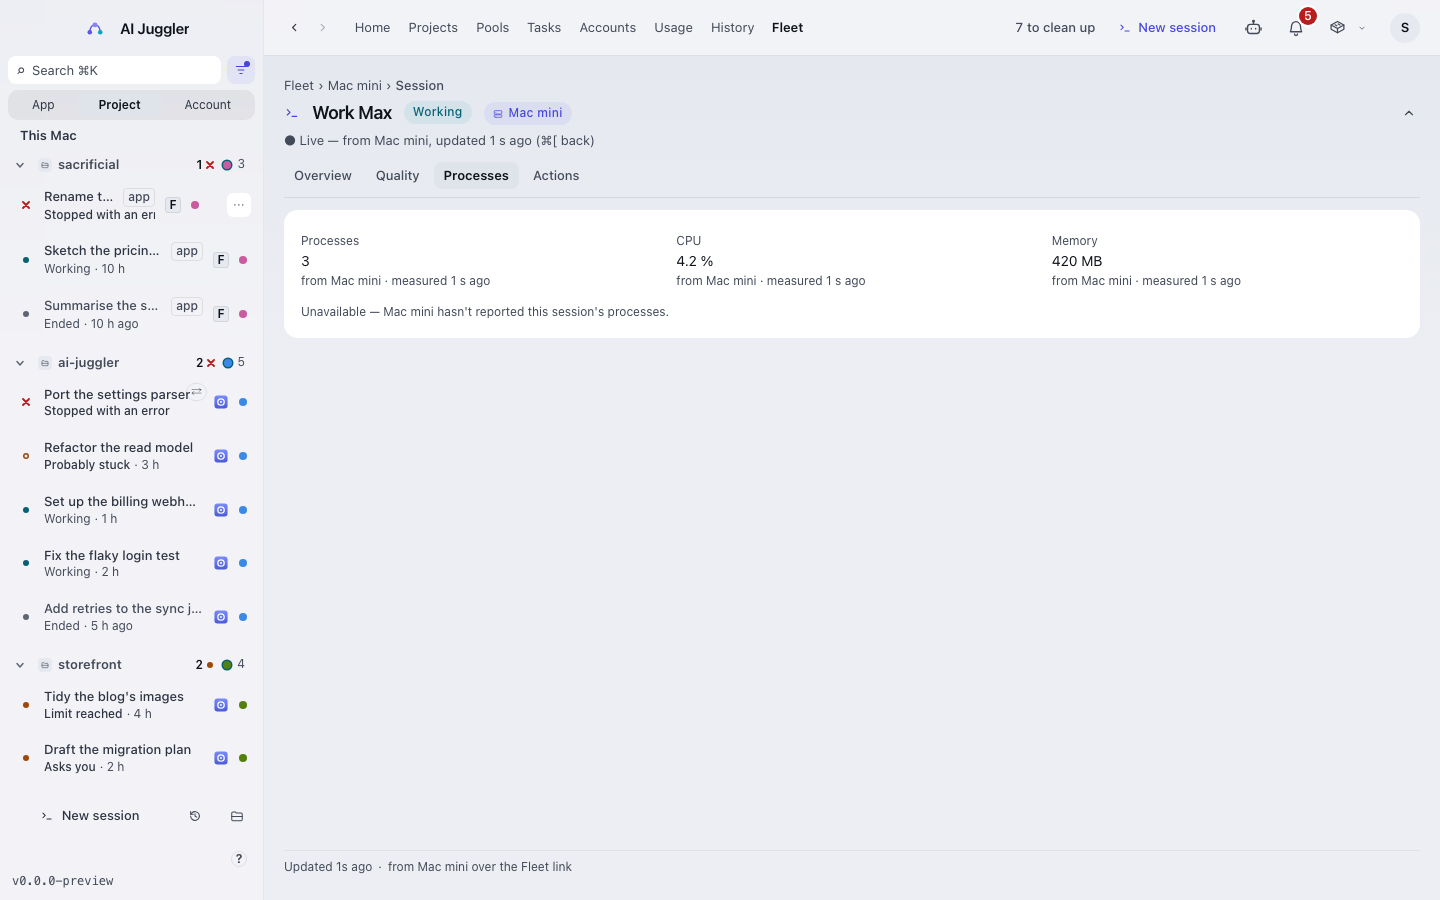 AI Juggler
Search ⌘K
App Project Account
This Mac
sacrificial 1 3
Rename t... app F
Stopped with an err
Sketch the pricin... app F
Working · 10 h
Summarise the s... app F
Ended · 10 h ago
ai-juggler 2 5
Port the settings parser
Stopped with an error
Refactor the read model
Probably stuck · 3 h
Set up the billing webh...
Working · 1 h
Fix the flaky login test
Working · 2 h
Add retries to the sync j...
Ended · 5 h ago
storefront 2 4
Tidy the blog's images
Limit reached · 4 h
Draft the migration plan
Asks you · 2 h
New session
?
v0.0.0-preview
Home Projects Pools Tasks Accounts Usage History Fleet 7 to clean up New session 5 S
Fleet › Mac mini › Session
Work Max Working Mac mini
Live — from Mac mini, updated 1 s ago (⌘[ back)
Overview Quality Processes Actions
Processes CPU Memory
3 4.2 % 420 MB
from Mac mini · measured 1 s ago from Mac mini · measured 1 s ago from Mac mini · measured 1 s ago
Unavailable — Mac mini hasn't reported this session's processes.
Updated 1s ago · from Mac mini over the Fleet link